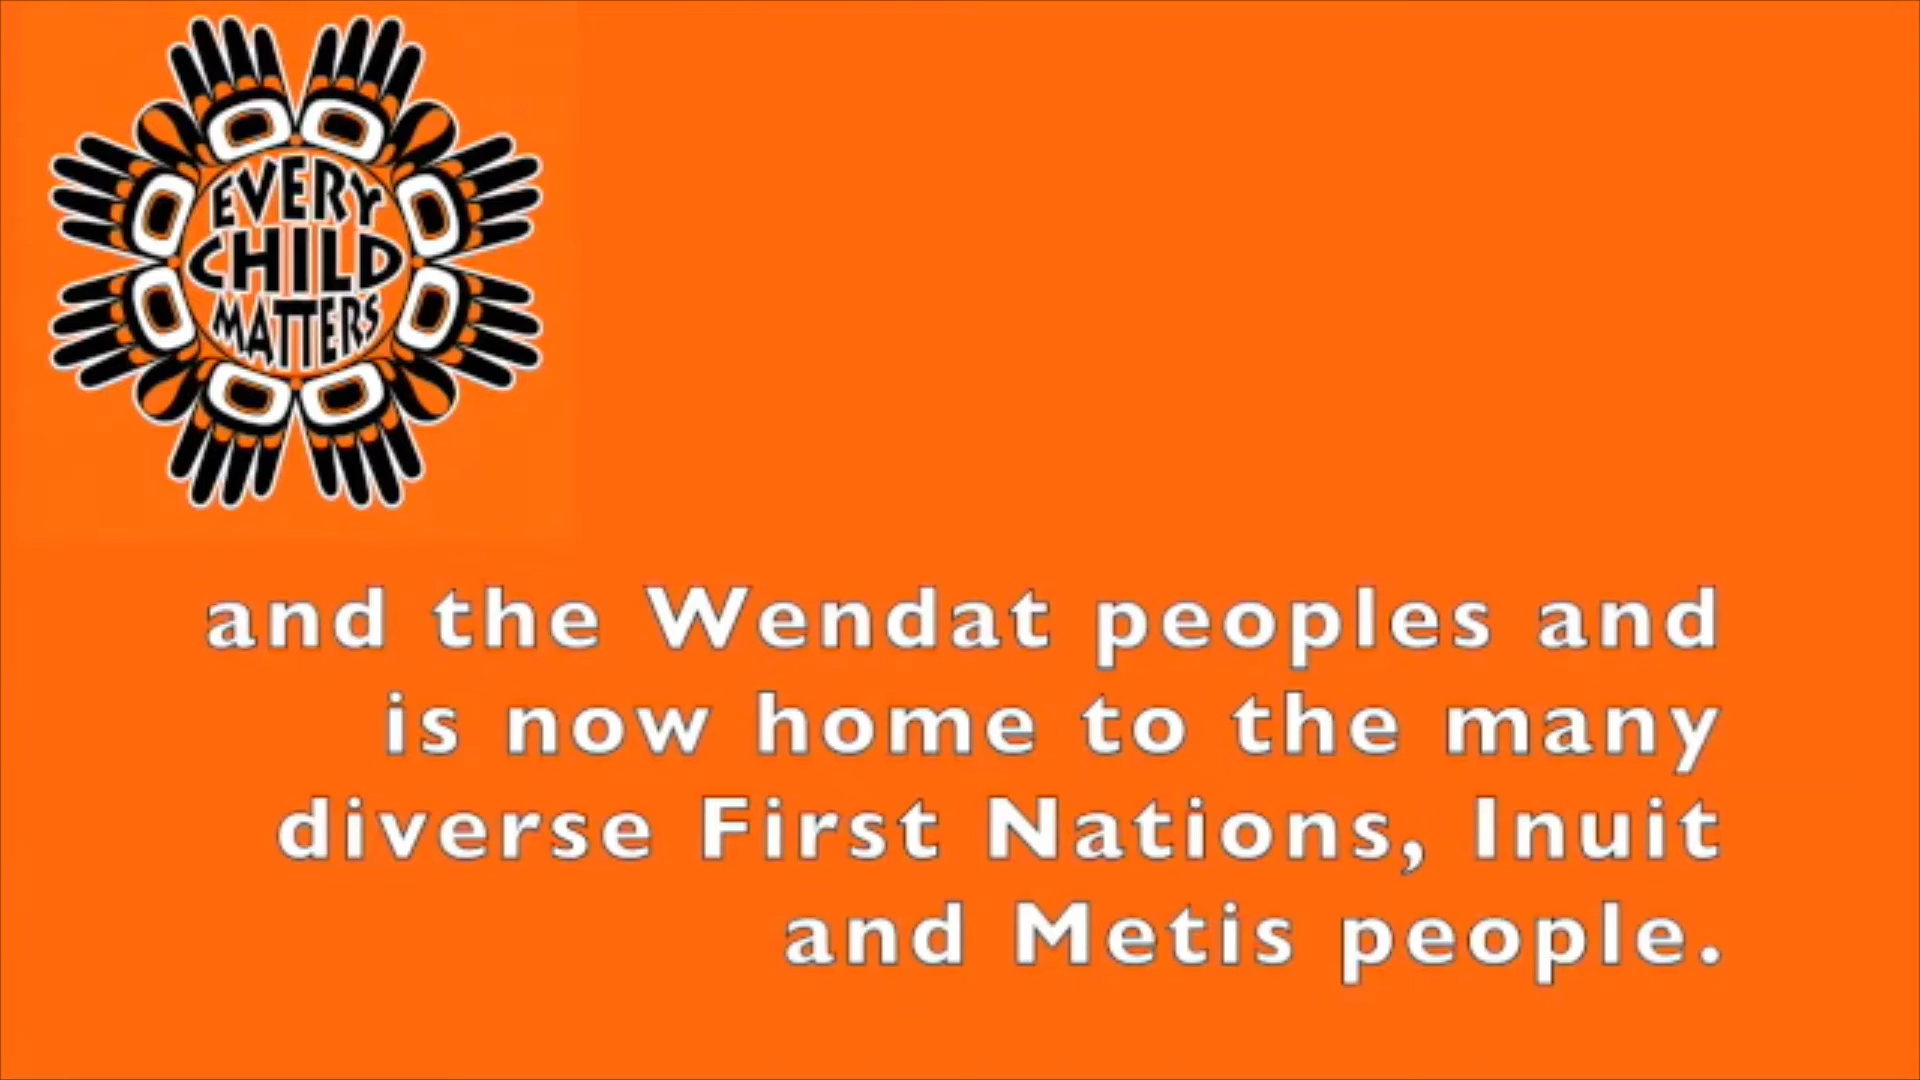 EVERY
CHILD
MATTERS
and the Wendat peoples and
is now home to the many
diverse First Nations, Inuit
and Metis people.